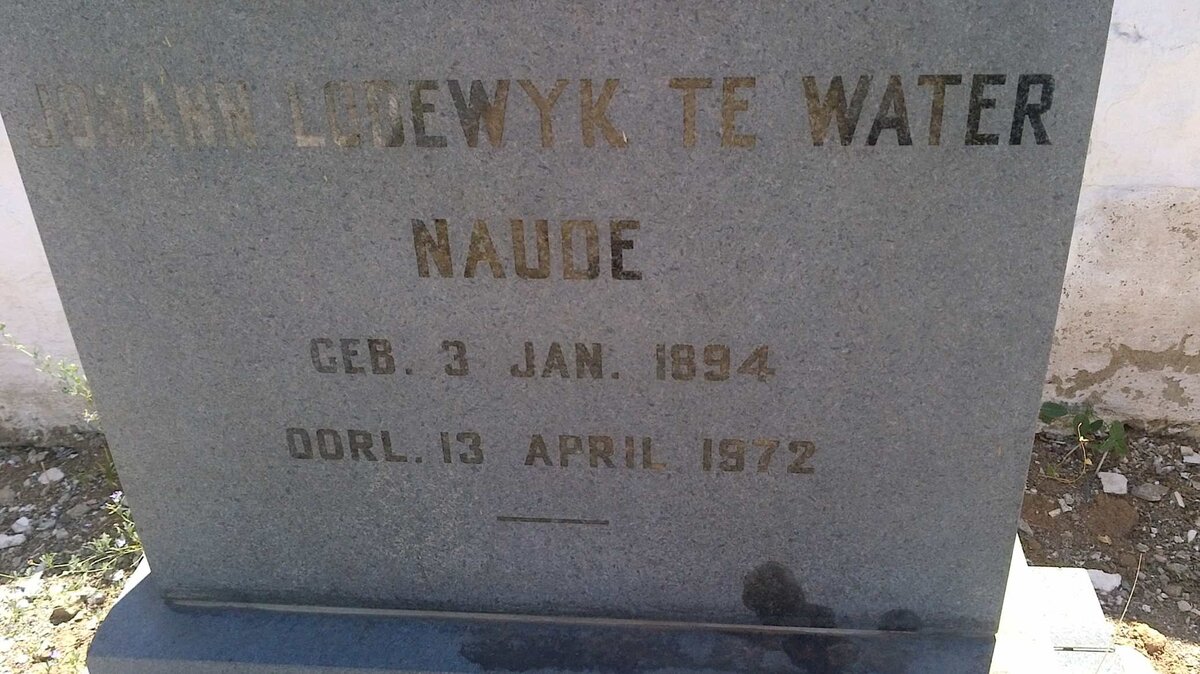 JOHANN LODEWYK TE WATER
NAUDE
GEB. 3 JAN. 1894
OORL. 13 APRIL 1972